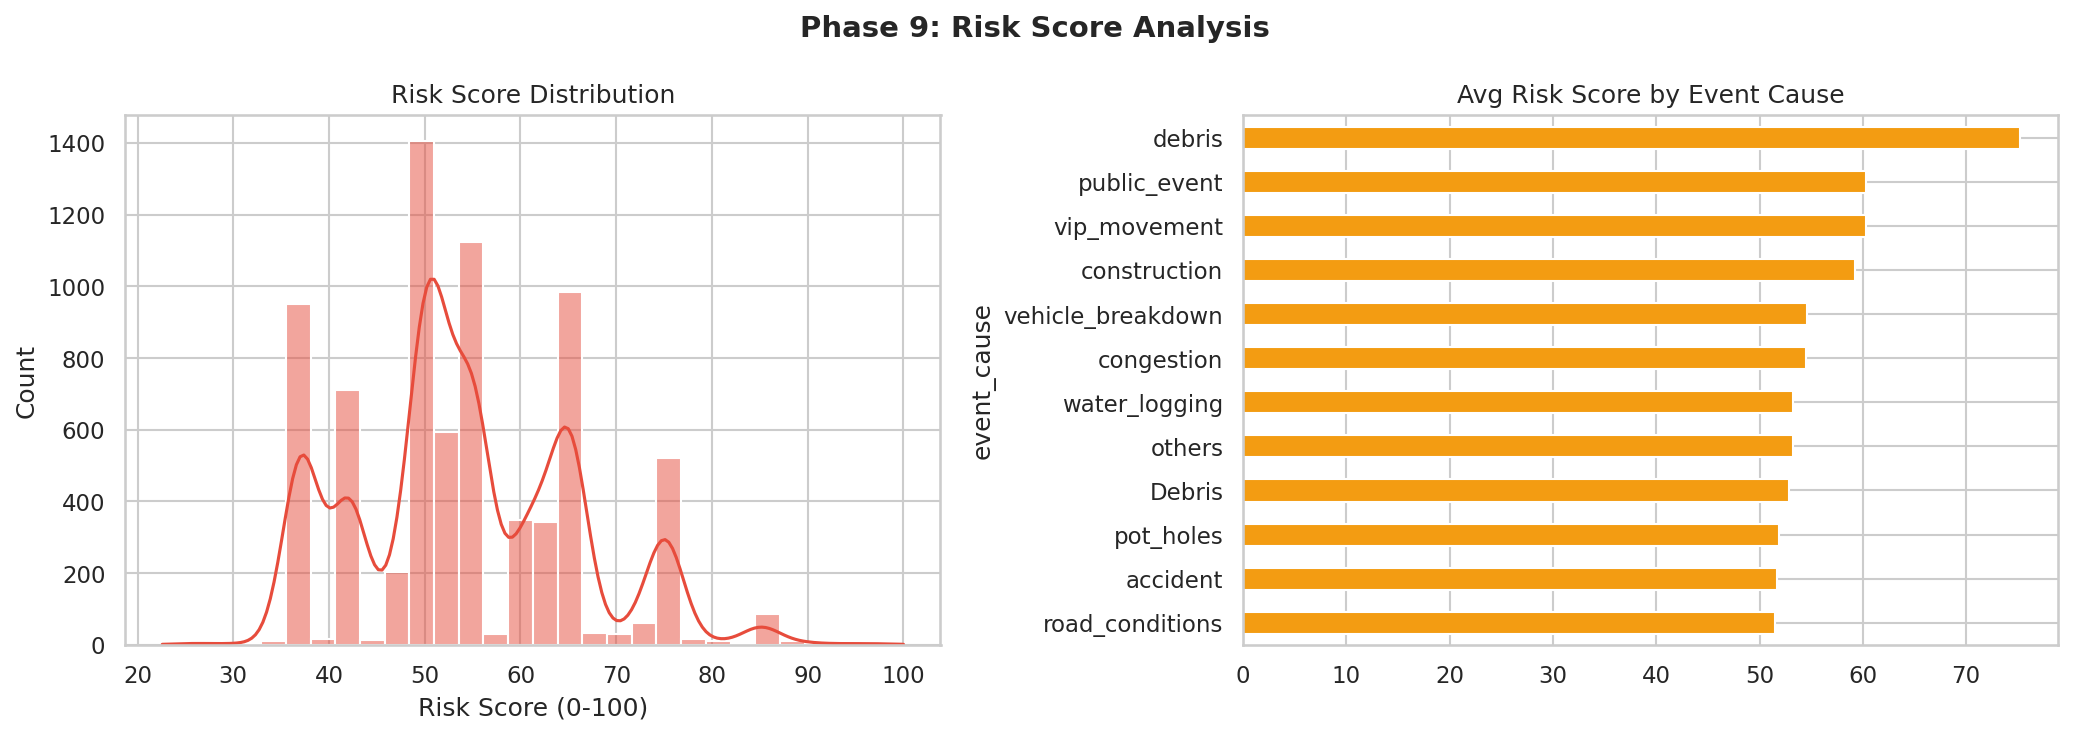 Phase 9: Risk Score Analysis
Risk Score Distribution
1400
1200
1000
800
600
400
200
0
Count
20 30 40 50 60 70 80 90 100
Risk Score (0-100)
Avg Risk Score by Event Cause
event_cause
debris
public_event
vip_movement
construction
vehicle_breakdown
congestion
water_logging
others
Debris
pot_holes
accident
road_conditions
0 10 20 30 40 50 60 70